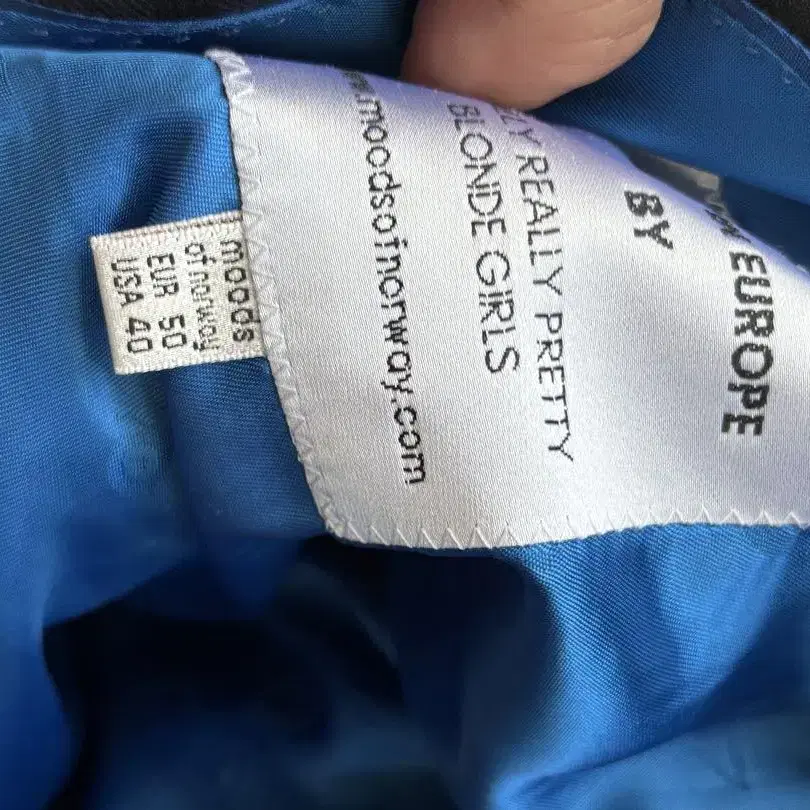 EUROPE
BY
REALLY PRETTY
BLONDE GIRLS
www.moodsofnorway.com
moods
of norway
EUR 50
USA 40